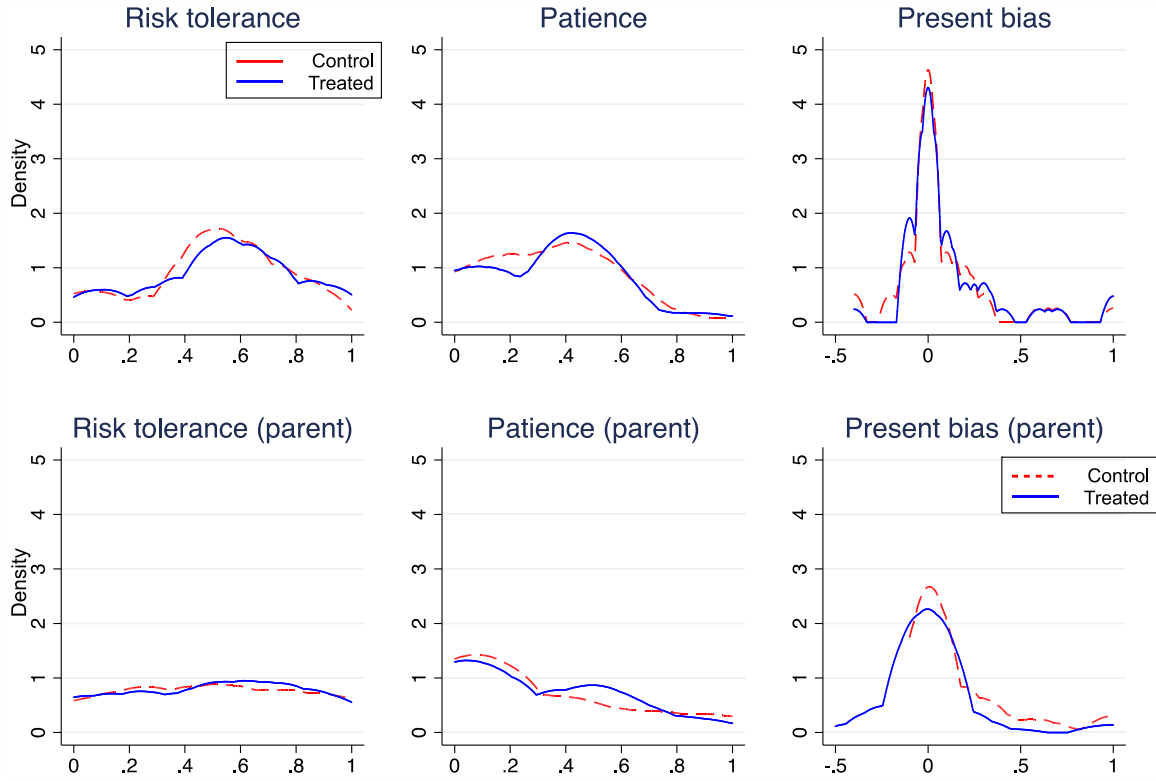 Risk tolerance
Patience
Present bias
Control
Treated
Density
5
4
3
2
1
0
0 .2 .4 .6 .8 1
5
4
3
2
1
0
0 .2 .4 .6 .8 1
5
4
3
2
1
0
-.5 0 .5 1
Risk tolerance (parent)
Patience (parent)
Present bias (parent)
Control
Treated
Density
5
4
3
2
1
0
0 .2 .4 .6 .8 1
5
4
3
2
1
0
0 .2 .4 .6 .8 1
5
4
3
2
1
0
-.5 0 .5 1